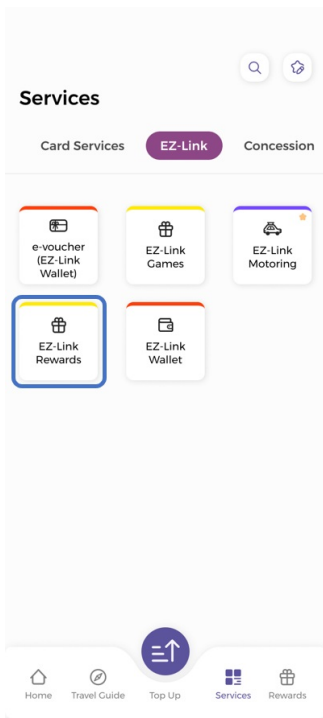 Services
Card Services
EZ-Link
Concession
e-voucher
(EZ-Link
Wallet)
EZ-Link
Games
EZ-Link
Motoring
EZ-Link
Rewards
EZ-Link
Wallet
Home
Travel Guide
Top Up
Services
Rewards